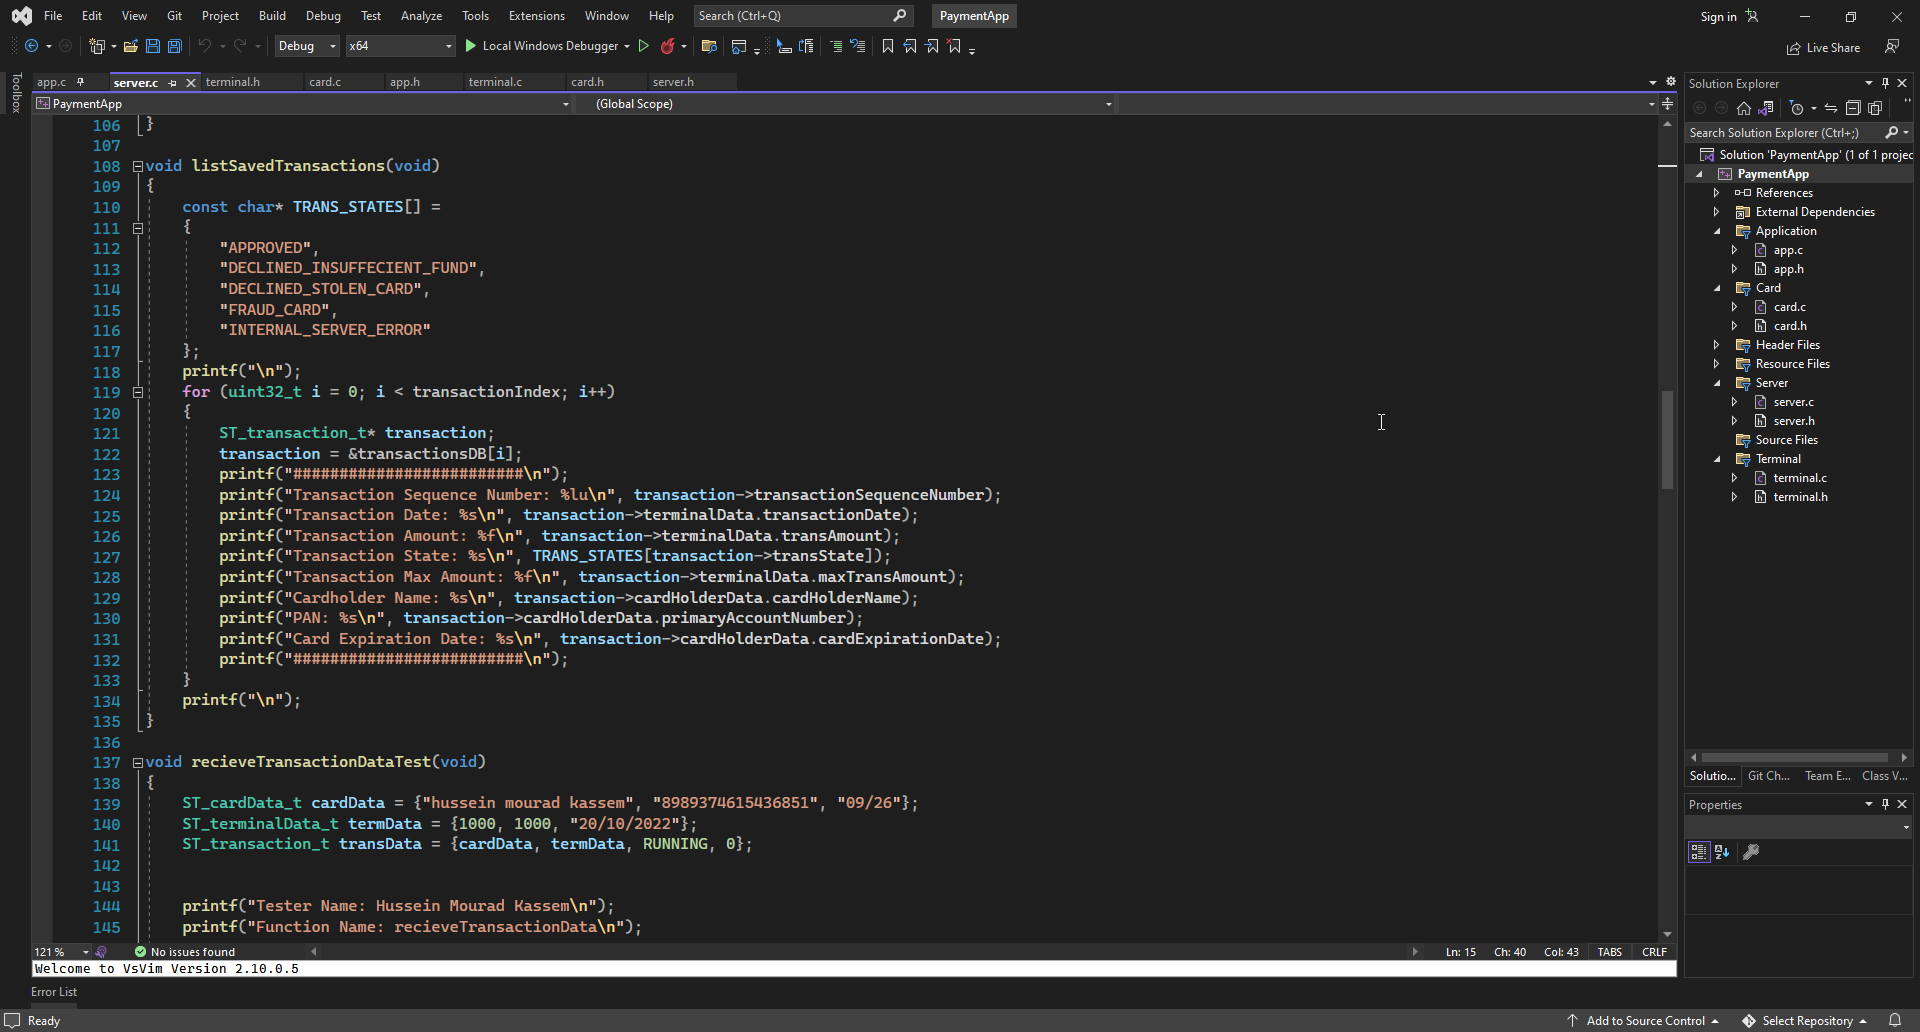 File Edit View Git Project Build Debug Test Analyze Tools Extensions Window Help Search (Ctrl+Q) PaymentApp Sign in
Debug x64 Local Windows Debugger Live Share
Toolbox
app.c server.c terminal.h card.c app.h terminal.c card.h server.h
PaymentApp (Global Scope)
106 }
107
108 void listSavedTransactions(void)
109 {
110 const char* TRANS_STATES[] =
111 {
112 "APPROVED",
113 "DECLINED_INSUFFECIENT_FUND",
114 "DECLINED_STOLEN_CARD",
115 "FRAUD_CARD",
116 "INTERNAL_SERVER_ERROR"
117 };
118 printf("\n");
119 for (uint32_t i = 0; i < transactionIndex; i++)
120 {
121 ST_transaction_t* transaction;
122 transaction = &transactionsDB[i];
123 printf("#########################\n");
124 printf("Transaction Sequence Number: %lu\n", transaction->transactionSequenceNumber);
125 printf("Transaction Date: %s\n", transaction->terminalData.transactionDate);
126 printf("Transaction Amount: %f\n", transaction->terminalData.transAmount);
127 printf("Transaction State: %s\n", TRANS_STATES[transaction->transState]);
128 printf("Transaction Max Amount: %f\n", transaction->terminalData.maxTransAmount);
129 printf("Cardholder Name: %s\n", transaction->cardHolderData.cardHolderName);
130 printf("PAN: %s\n", transaction->cardHolderData.primaryAccountNumber);
131 printf("Card Expiration Date: %s\n", transaction->cardHolderData.cardExpirationDate);
132 printf("#########################\n");
133 }
134 printf("\n");
135 }
136
137 void recieveTransactionDataTest(void)
138 {
139 ST_cardData_t cardData = {"hussein mourad kassem", "8989374615436851", "09/26"};
140 ST_terminalData_t termData = {1000, 1000, "20/10/2022"};
141 ST_transaction_t transData = {cardData, termData, RUNNING, 0};
142
143
144 printf("Tester Name: Hussein Mourad Kassem\n");
145 printf("Function Name: recieveTransactionData\n");
121 % No issues found Ln: 15 Ch: 40 Col: 43 TABS CRLF
Welcome to VsVim Version 2.10.0.5
Error List
Solution Explorer
Search Solution Explorer (Ctrl+;)
Solution 'PaymentApp' (1 of 1 projec
PaymentApp
References
External Dependencies
Application
app.c
app.h
Card
card.c
card.h
Header Files
Resource Files
Server
server.c
server.h
Source Files
Terminal
terminal.c
terminal.h
Solutio... Git Ch... Team E... Class V...
Properties
Ready Add to Source Control Select Repository